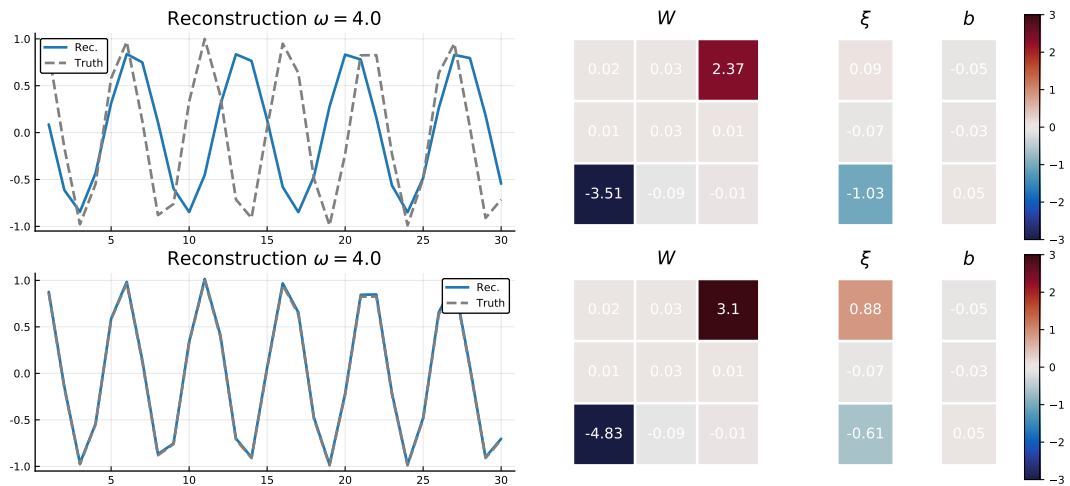 Reconstruction ω = 4.0
W
ξ
b
1.0
0.5
0.0
-0.5
-1.0
Rec.
Truth
5
10
15
20
25
30
0.02 0.03 2.37
0.01 0.03 0.01
-3.51 -0.09 -0.01
0.09
-0.07
-1.03
-0.05
-0.03
0.05
3
2
1
0
−1
−2
−3
Reconstruction ω = 4.0
W
ξ
b
1.0
0.5
0.0
-0.5
-1.0
Rec.
Truth
5
10
15
20
25
30
0.02 0.03 3.1
0.01 0.03 0.01
-4.83 -0.09 -0.01
0.88
-0.07
-0.61
-0.05
-0.03
0.05
3
2
1
0
−1
−2
−3